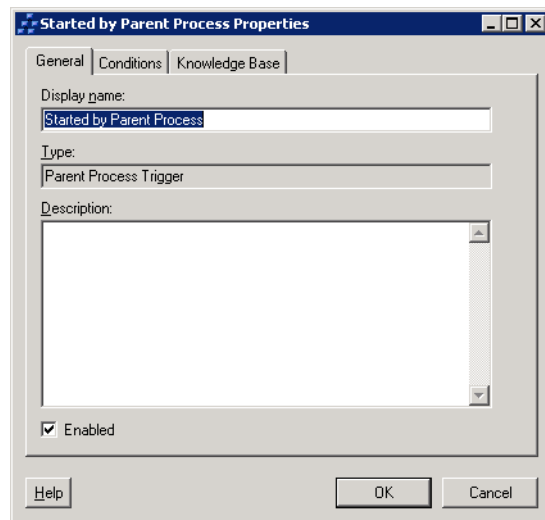 Started by Parent Process Properties
General Conditions Knowledge Base
Display name:
Started by Parent Process
Type:
Parent Process Trigger
Description:
Enabled
Help OK Cancel